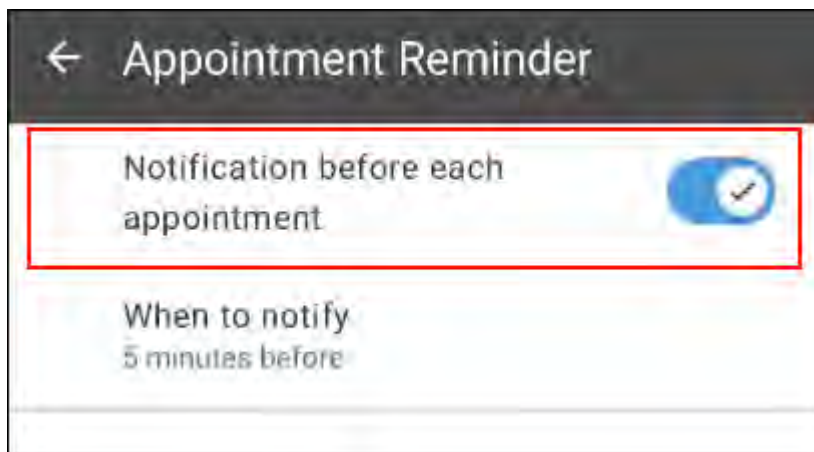 Appointment Reminder
Notification before each
appointment
When to notify
5 minutes before